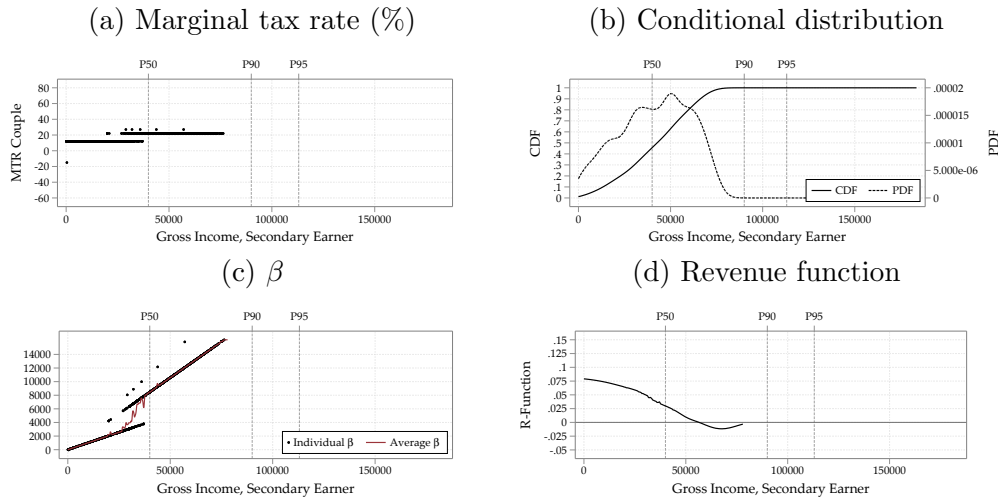 (a) Marginal tax rate (%)
P50 P90 P95
80
60
40
20
0
-20
-40
-60
MTR Couple
0 50000 100000 150000
Gross Income, Secondary Earner
(b) Conditional distribution
P50 P90 P95
1
.9
.8
.7
.6
.5
.4
.3
.2
.1
0
CDF
.00002
.000015
.00001
5.000e-06
0
PDF
CDF PDF
0 50000 100000 150000
Gross Income, Secondary Earner
(c) β
P50 P90 P95
14000
12000
10000
8000
6000
4000
2000
0
Individual β Average β
0 50000 100000 150000
Gross Income, Secondary Earner
(d) Revenue function
P50 P90 P95
.15
.125
.1
.075
.05
.025
0
-.025
-.05
R-Function
0 50000 100000 150000
Gross Income, Secondary Earner